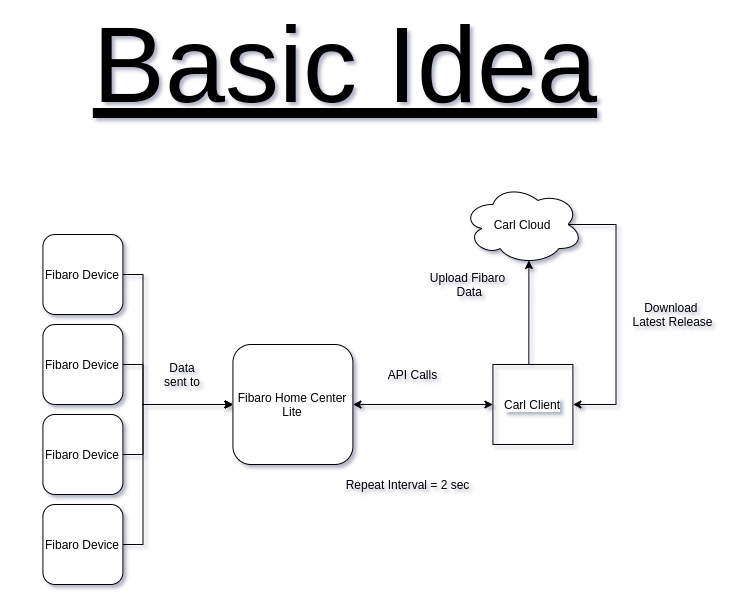 Basic Idea
Carl Cloud
Fibaro Device
Upload Fibaro
Data
Download
Latest Release
Fibaro Device
Data
sent to
Fibaro Home Center
Lite
API Calls
Carl Client
Fibaro Device
Repeat Interval = 2 sec
Fibaro Device